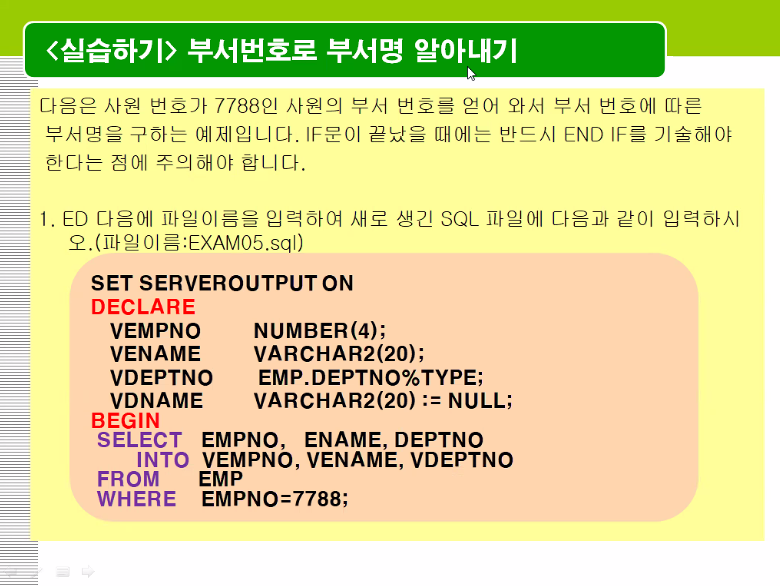 <실습하기> 부서번호로 부서명 알아내기
다음은 사원 번호가 7788인 사원의 부서 번호를 얻어 와서 부서 번호에 따른
부서명을 구하는 예제입니다. IF문이 끝났을 때에는 반드시 END IF를 기술해야
한다는 점에 주의해야 합니다.
1. ED 다음에 파일이름을 입력하여 새로 생긴 SQL 파일에 다음과 같이 입력하시
오.(파일이름:EXAM05.sql)
SET SERVEROUTPUT ON
DECLARE
VEMPNO NUMBER(4);
VENAME VARCHAR2(20);
VDEPTNO EMP.DEPTNO%TYPE;
VDNAME VARCHAR2(20) := NULL;
BEGIN
SELECT EMPNO, ENAME, DEPTNO
INTO VEMPNO, VENAME, VDEPTNO
FROM EMP
WHERE EMPNO=7788;